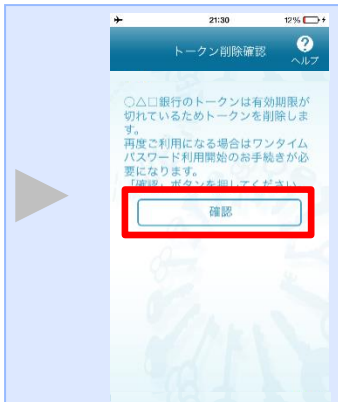 21:30 12%
トークン削除確認
?
ヘルプ
○△□銀行のトークンは有効期限が
切れているためトークンを削除しま
す。
再度ご利用になる場合はワンタイム
パスワード利用開始のお手続きが必
要になります。
「確認」ボタンを押してください
確認